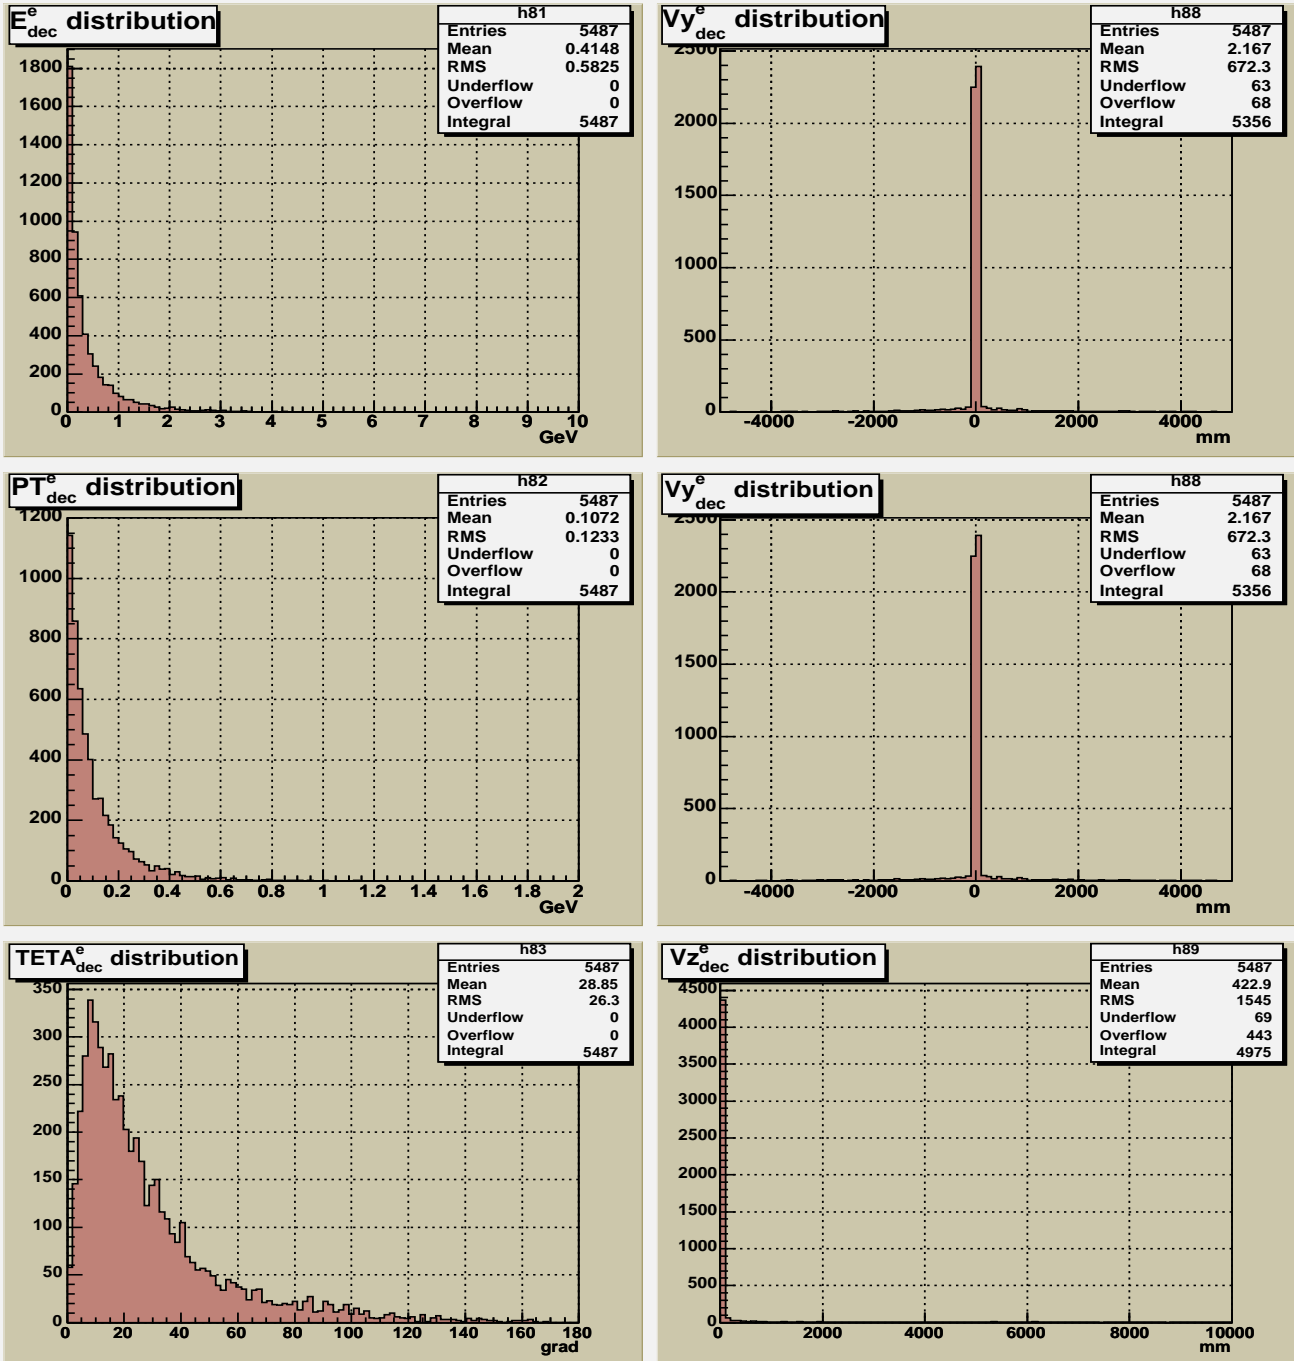 E^e_dec distribution
h81
Entries 5487
Mean 0.4148
RMS 0.5825
Underflow 0
Overflow 0
Integral 5487
1800
1600
1400
1200
1000
800
600
400
200
0
0 1 2 3 4 5 6 7 8 9 10
GeV
Vy^e_dec distribution
h88
Entries 5487
Mean 2.167
RMS 672.3
Underflow 63
Overflow 68
Integral 5356
2500
2000
1500
1000
500
0
-4000 -2000 0 2000 4000
mm
PT^e_dec distribution
h82
Entries 5487
Mean 0.1072
RMS 0.1233
Underflow 0
Overflow 0
Integral 5487
1200
1000
800
600
400
200
0
0 0.2 0.4 0.6 0.8 1 1.2 1.4 1.6 1.8 2
GeV
Vy^e_dec distribution
h88
Entries 5487
Mean 2.167
RMS 672.3
Underflow 63
Overflow 68
Integral 5356
2500
2000
1500
1000
500
0
-4000 -2000 0 2000 4000
mm
TETA^e_dec distribution
h83
Entries 5487
Mean 28.85
RMS 26.3
Underflow 0
Overflow 0
Integral 5487
350
300
250
200
150
100
50
0
0 20 40 60 80 100 120 140 160 180
grad
Vz^e_dec distribution
h89
Entries 5487
Mean 422.9
RMS 1545
Underflow 69
Overflow 443
Integral 4975
4500
4000
3500
3000
2500
2000
1500
1000
500
0
0 2000 4000 6000 8000 10000
mm